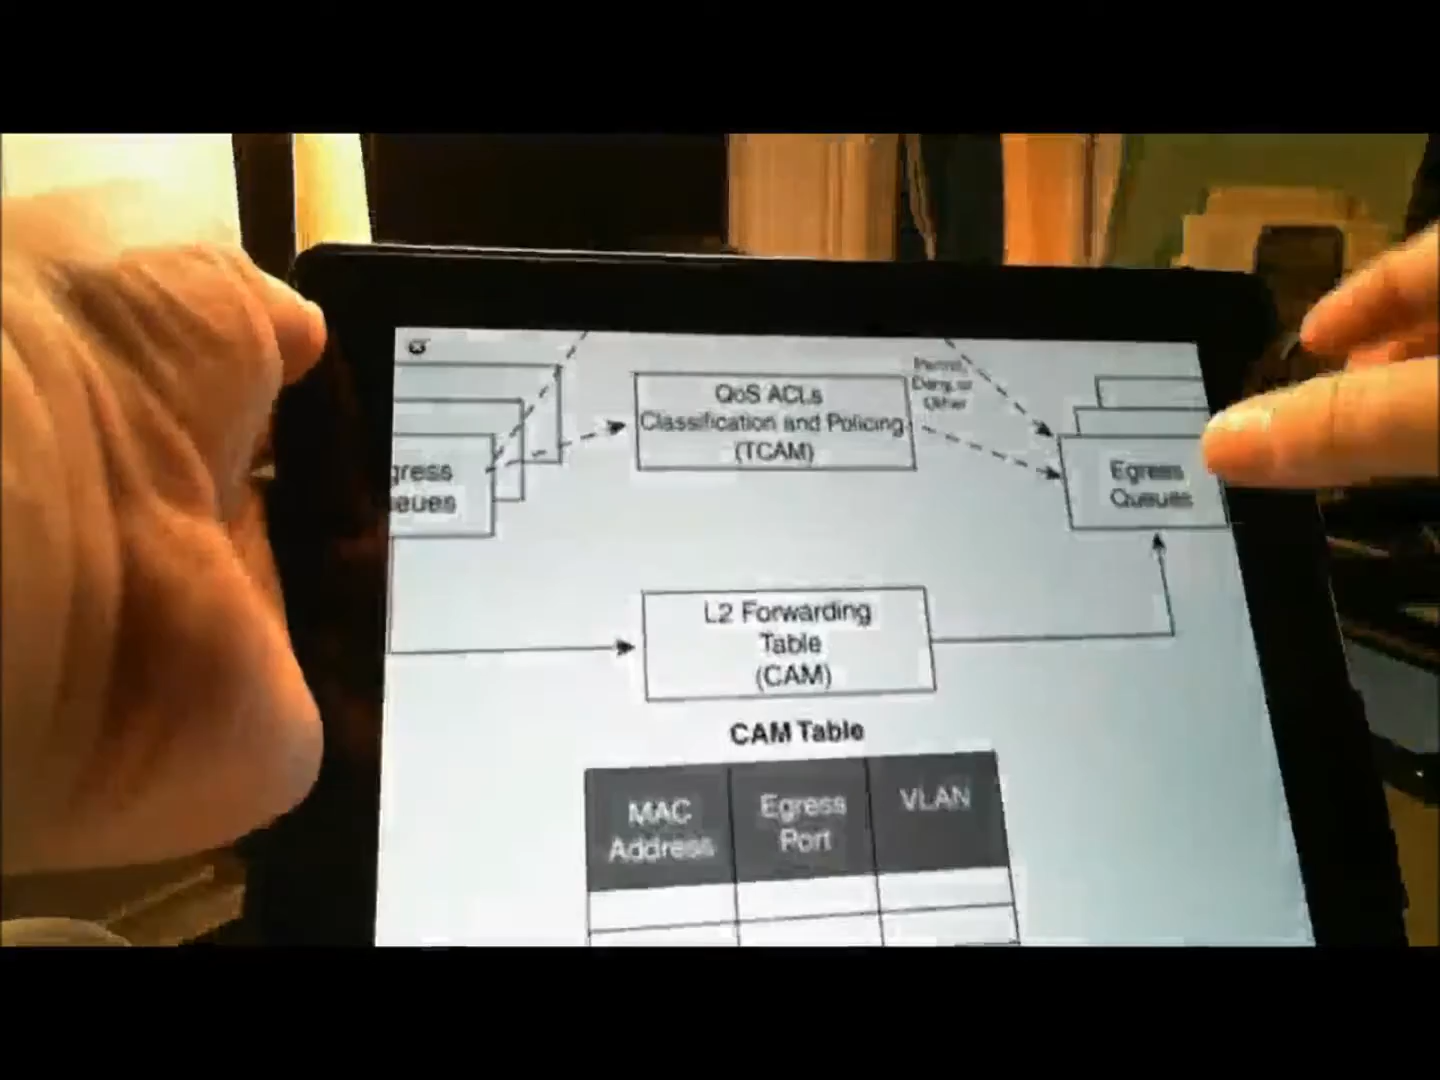 QoS ACLs
Classification and Policing
(TCAM)
Permit,
Deny, or
Other
gress
eues
Egress
Queues
L2 Forwarding
Table
(CAM)
CAM Table
MAC
Address
Egress
Port
VLAN